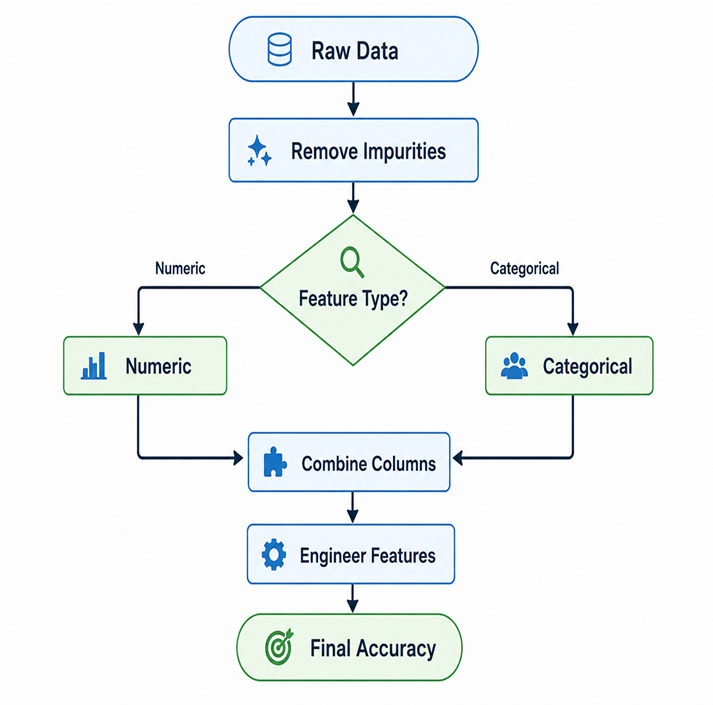 Raw Data
Remove Impurities
Feature Type?
Numeric
Categorical
Numeric
Categorical
Combine Columns
Engineer Features
Final Accuracy